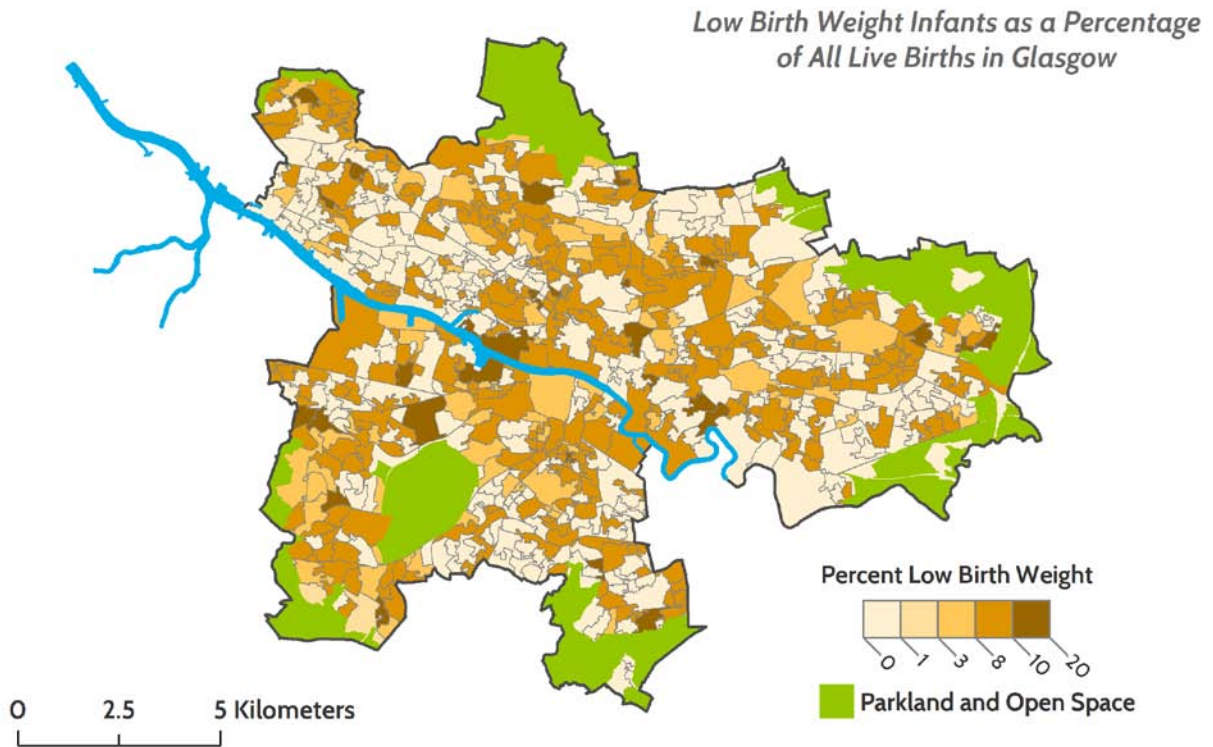 Low Birth Weight Infants as a Percentage
of All Live Births in Glasgow
Percent Low Birth Weight
0 1 3 8 10 20
Parkland and Open Space
0 2.5 5 Kilometers